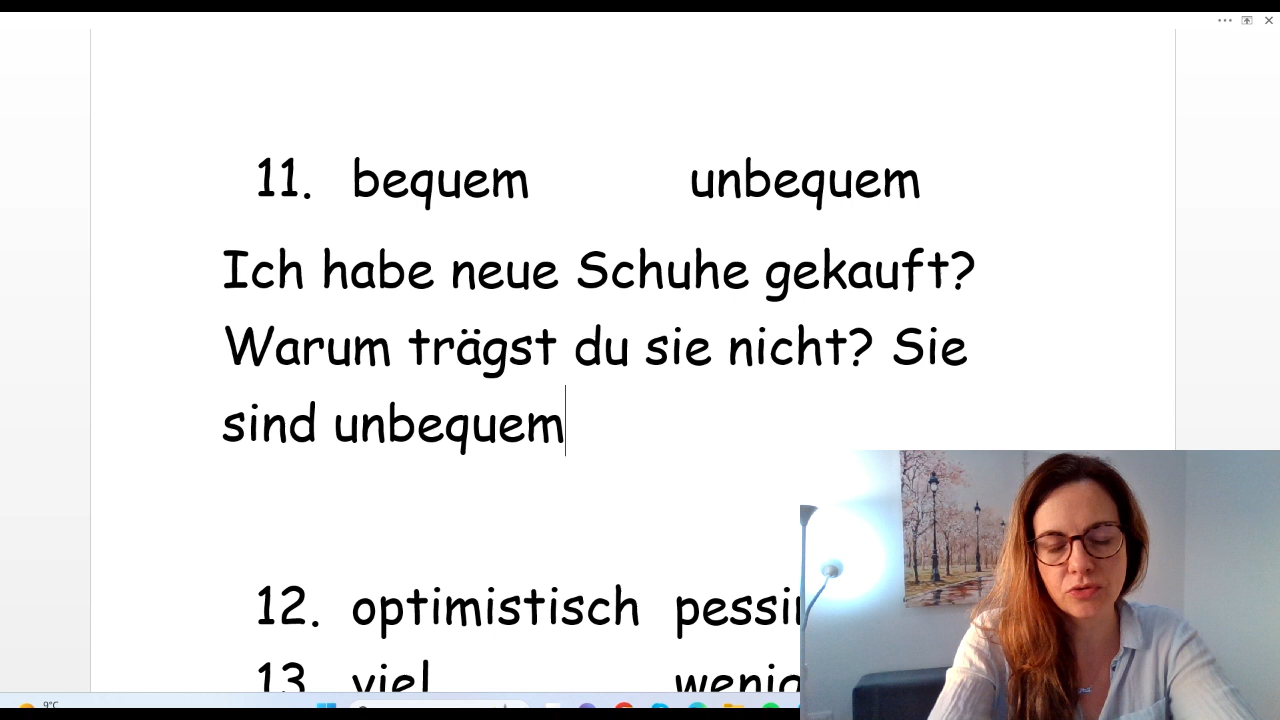 11. bequem unbequem
Ich habe neue Schuhe gekauft?
Warum trägst du sie nicht? Sie
sind unbequem
12. optimistisch
13 viel
9°C